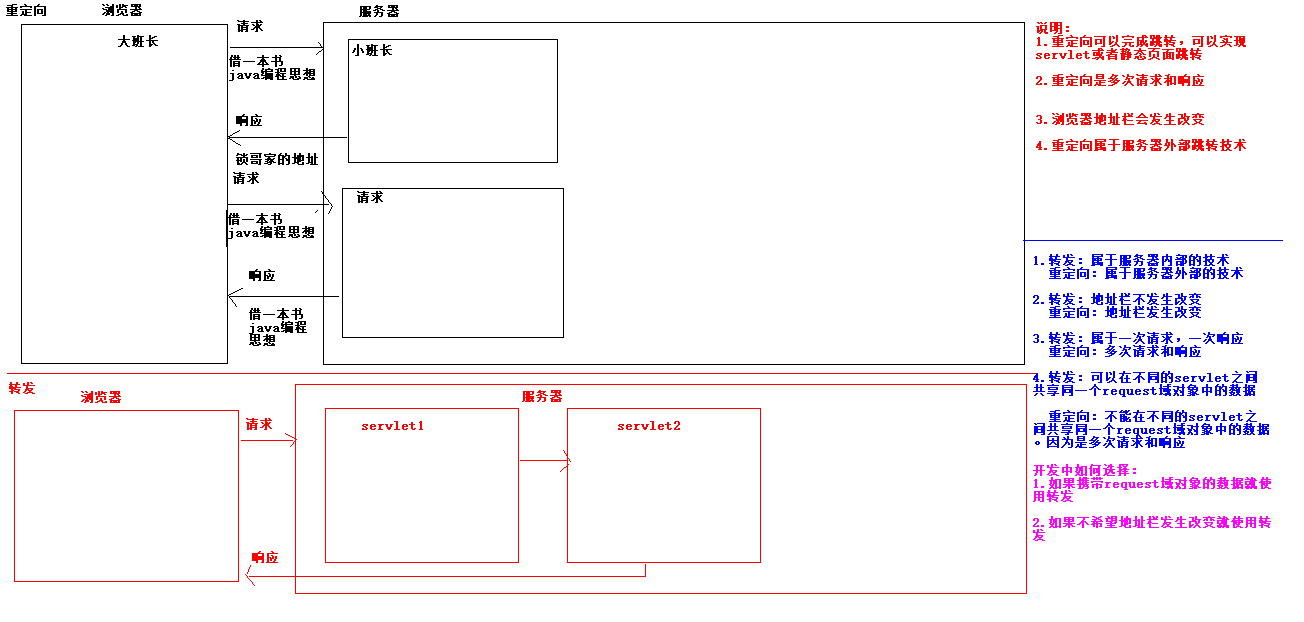 重定向
浏览器
服务器
大班长
请求
借一本书
java编程思想
小班长
响应
锁哥家的地址
请求
借一本书
java编程思想
请求
响应
借一本书
java编程
思想
说明：
1.重定向可以完成跳转，可以实现
servlet或者静态页面跳转
2.重定向是多次请求和响应
3.浏览器地址栏会发生改变
4.重定向属于服务器外部跳转技术
1.转发：属于服务器内部的技术
重定向：属于服务器外部的技术
2.转发：地址栏不发生改变
重定向：地址栏发生改变
3.转发：属于一次请求，一次响应
重定向：多次请求和响应
4.转发：可以在不同的servlet之间
共享同一个request域对象中的数据
重定向：不能在不同的servlet之
间共享同一个request域对象中的数据
。因为是多次请求和响应
开发中如何选择：
1.如果携带request域对象的数据就使
用转发
2.如果不希望地址栏发生改变就使用转
发
转发
浏览器
服务器
请求
servlet1
servlet2
响应